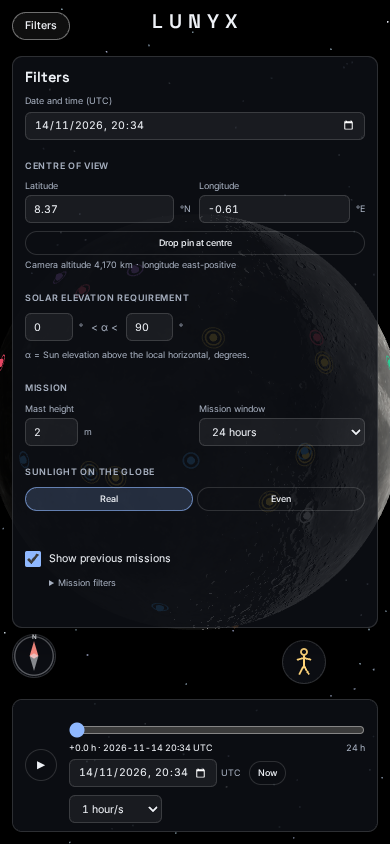 Filters
LUNYX
Filters
Date and time (UTC)
14/11/2026, 20:34
CENTRE OF VIEW
Latitude Longitude
8.37 °N -0.61 °E
Drop pin at centre
Camera altitude 4,170 km · longitude east-positive
SOLAR ELEVATION REQUIREMENT
0 ° < α < 90 °
α = Sun elevation above the local horizontal, degrees.
MISSION
Mast height Mission window
2 m 24 hours
SUNLIGHT ON THE GLOBE
Real Even
Show previous missions
▶ Mission filters
N
+0.0 h · 2026-11-14 20:34 UTC 24 h
14/11/2026, 20:34 UTC Now
1 hour/s